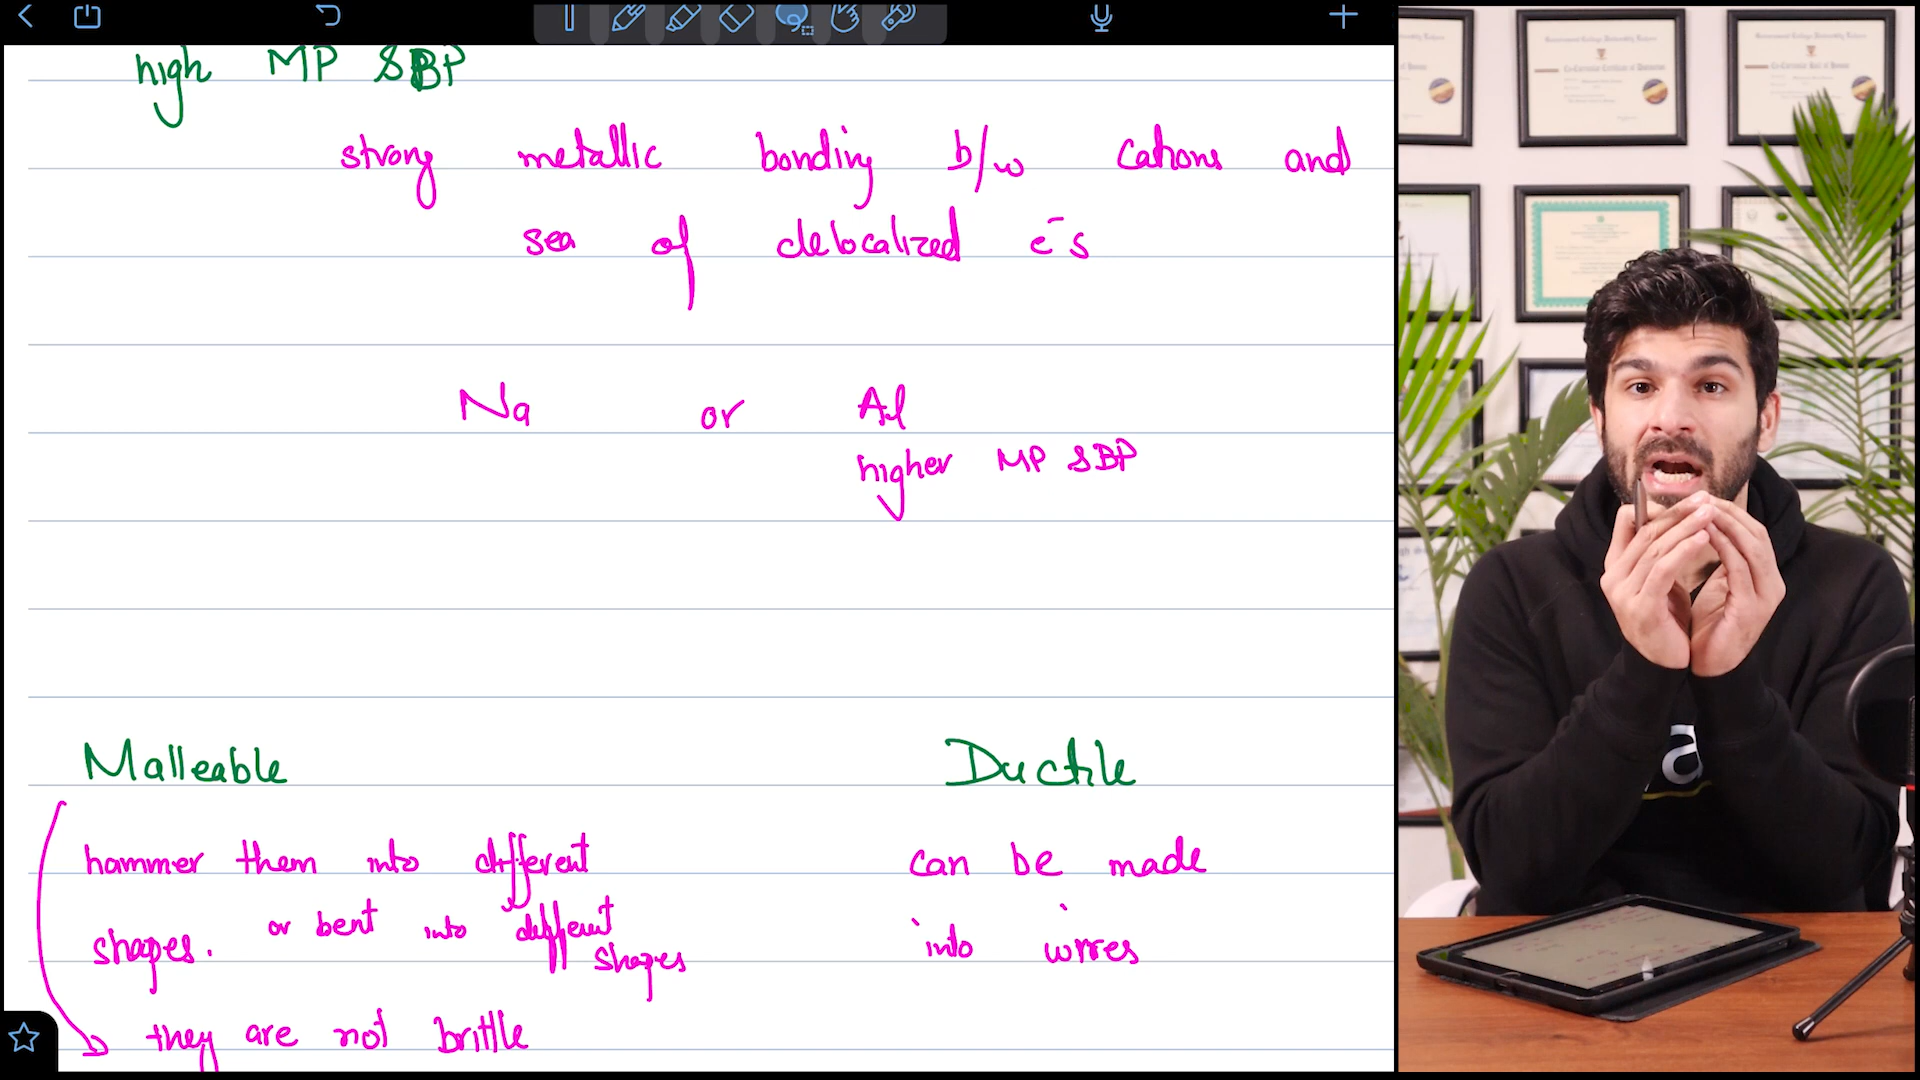 high MP & BP
strong metallic bonding b/w cations and
sea of delocalized e⁻s
Na or Al
higher MP & BP
Malleable Ductile
hammer them into different
shapes. or bent into different shapes
they are not brittle
can be made
into wires
a